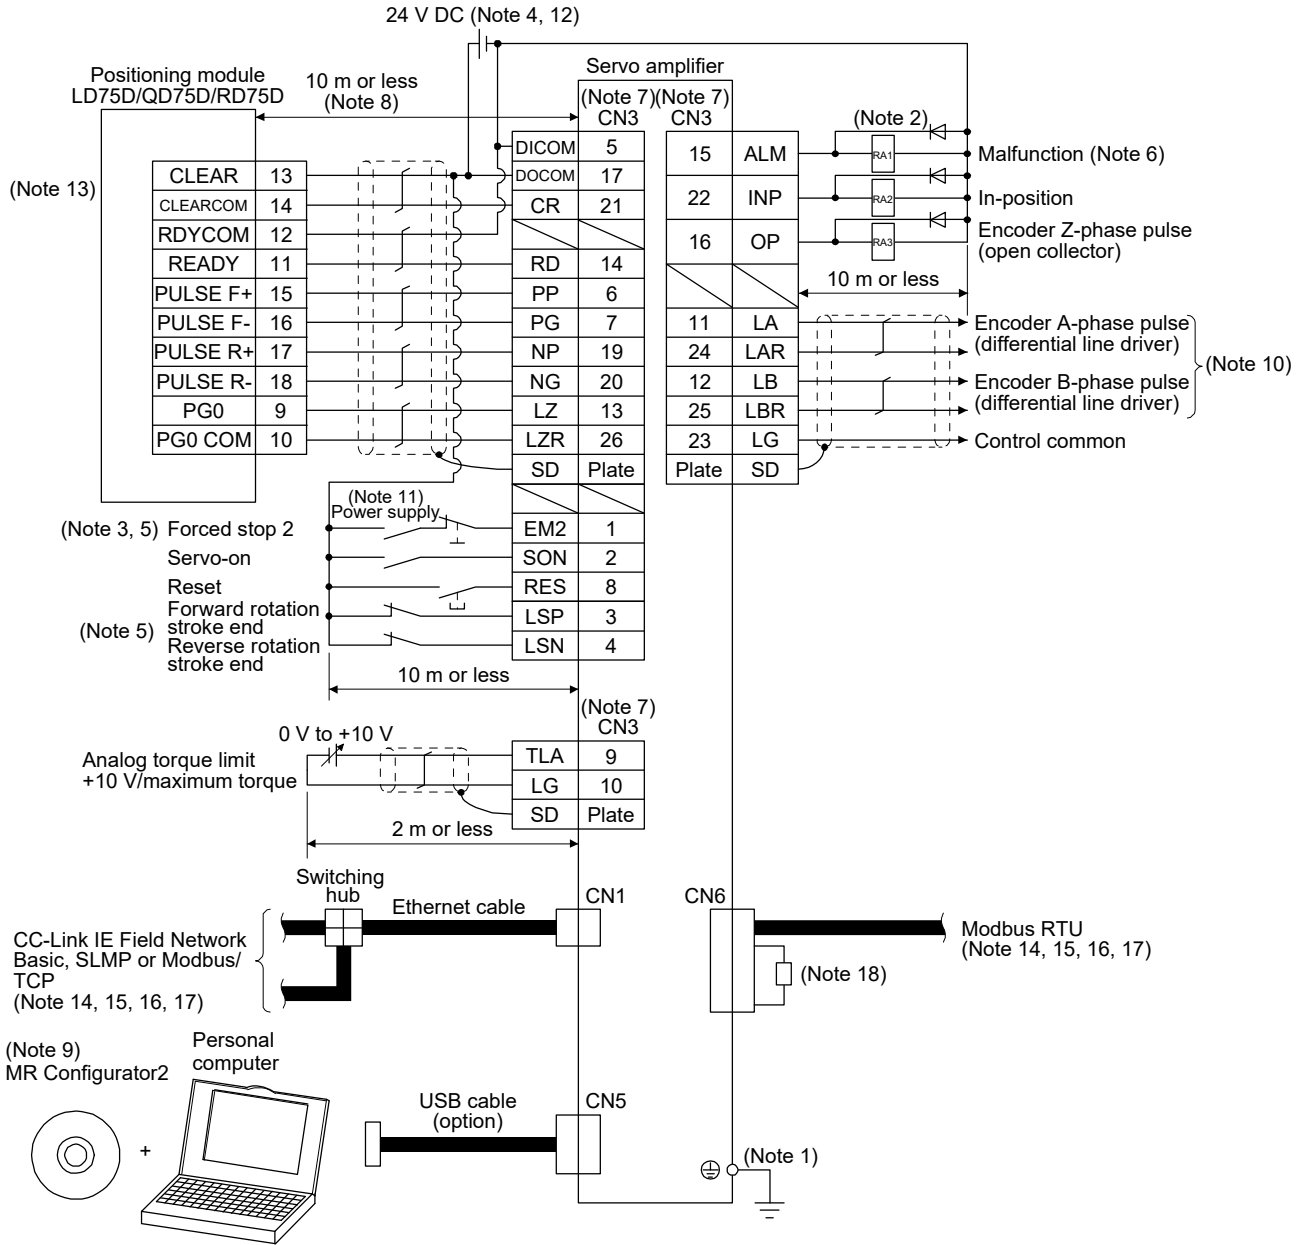 24 V DC (Note 4, 12)
Positioning module
LD75D/QD75D/RD75D
10 m or less
(Note 8)
Servo amplifier
(Note 7)
CN3
(Note 7)
CN3
(Note 13)
CLEAR 13
CLEARCOM 14
RDYCOM 12
READY 11
PULSE F+ 15
PULSE F- 16
PULSE R+ 17
PULSE R- 18
PG0 9
PG0 COM 10
DICOM 5
DOCOM 17
CR 21
RD 14
PP 6
PG 7
NP 19
NG 20
LZ 13
LZR 26
SD Plate
EM2 1
SON 2
RES 8
LSP 3
LSN 4
15 ALM
22 INP
16 OP
11 LA
24 LAR
12 LB
25 LBR
23 LG
Plate SD
(Note 2)
RA1
RA2
RA3
Malfunction (Note 6)
In-position
Encoder Z-phase pulse
(open collector)
10 m or less
Encoder A-phase pulse
(differential line driver)
Encoder B-phase pulse
(differential line driver)
(Note 10)
Control common
(Note 11)
Power supply
(Note 3, 5) Forced stop 2
Servo-on
Reset
Forward rotation
stroke end
(Note 5)
Reverse rotation
stroke end
10 m or less
(Note 7)
CN3
0 V to +10 V
Analog torque limit
+10 V/maximum torque
TLA 9
LG 10
SD Plate
2 m or less
Switching
hub
Ethernet cable
CN1
CN6
CC-Link IE Field Network
Basic, SLMP or Modbus/
TCP
(Note 14, 15, 16, 17)
Modbus RTU
(Note 14, 15, 16, 17)
(Note 18)
(Note 9)
MR Configurator2
Personal
computer
+
USB cable
(option)
CN5
(Note 1)